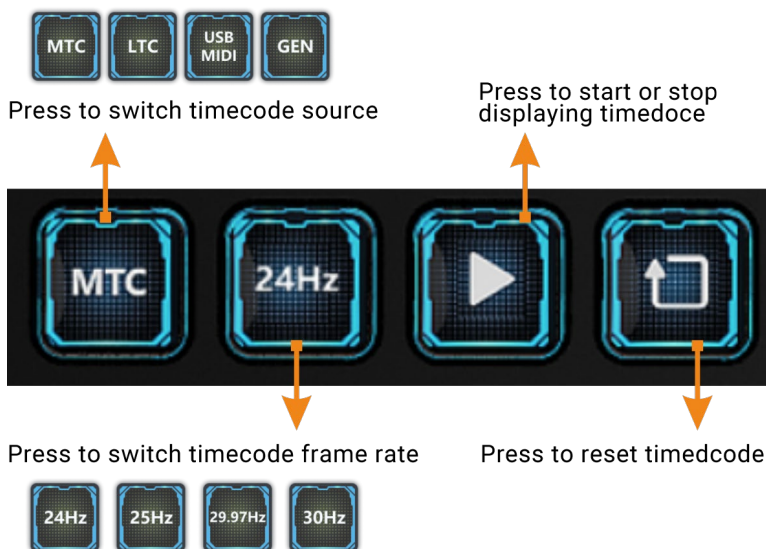 MTC LTC USB MIDI GEN
Press to switch timecode source
Press to start or stop
displaying timedoce
MTC 24Hz
Press to switch timecode frame rate
Press to reset timedcode
24Hz 25Hz 29.97Hz 30Hz